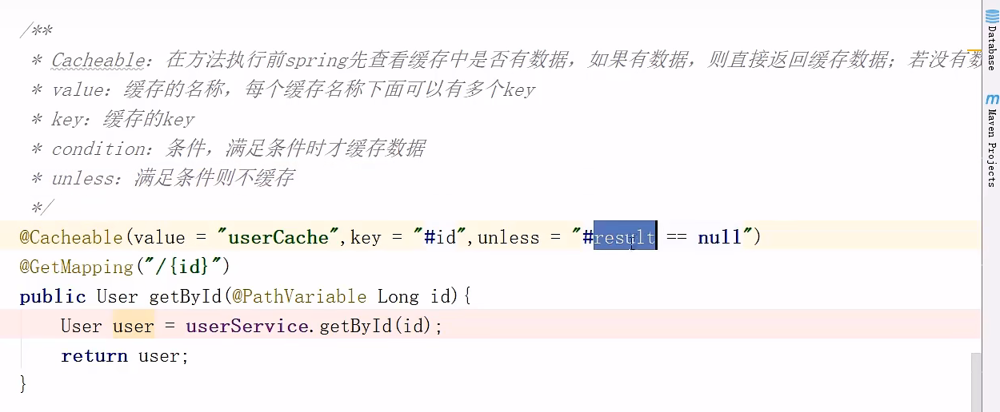 /**
* Cacheable：在方法执行前spring先查看缓存中是否有数据，如果有数据，则直接返回缓存数据；若没有数
* value：缓存的名称，每个缓存名称下面可以有多个key
* key：缓存的key
* condition：条件，满足条件时才缓存数据
* unless：满足条件则不缓存
*/
@Cacheable(value = "userCache",key = "#id",unless = "#result == null")
@GetMapping("/{id}")
public User getById(@PathVariable Long id){
User user = userService.getById(id);
return user;
}
Database
m Maven Projects